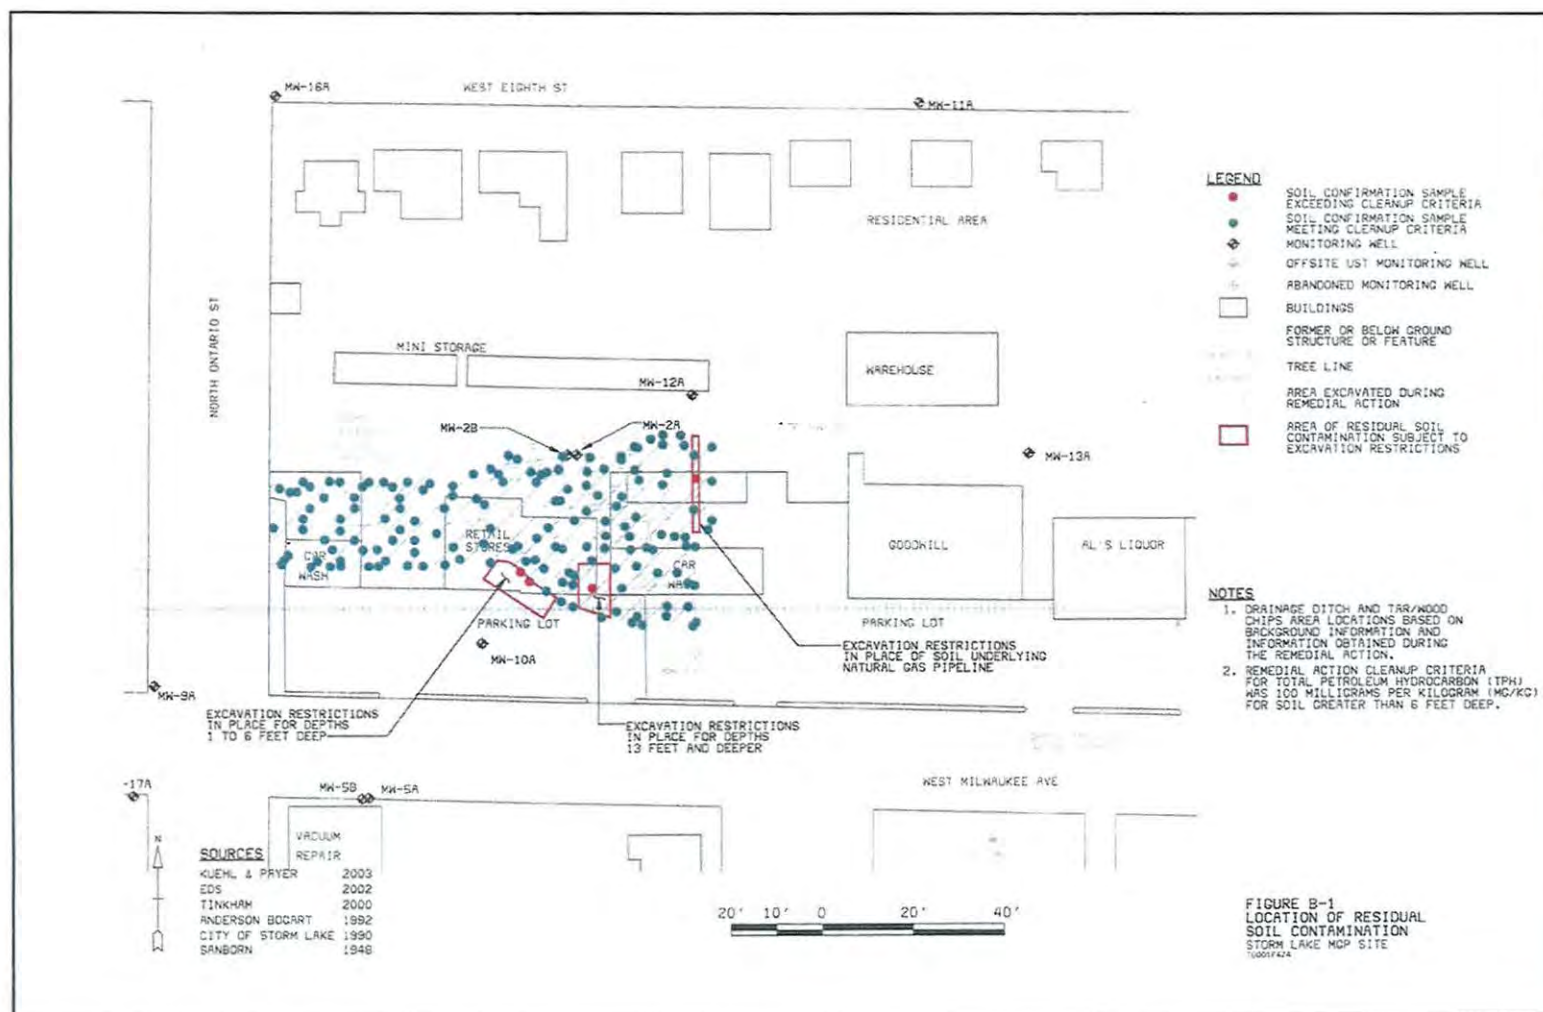 MW-16A
WEST EIGHTH ST
MW-11A
RESIDENTIAL AREA
NORTH ONTARIO ST
MINI STORAGE
MW-12A
WAREHOUSE
MW-2B
MW-2A
MW-13A
RETAIL
STORES
CAR
WASH
CAR
GOODWILL
AL'S LIQUOR
PARKING LOT
PARKING LOT
MW-10A
MW-9A
EXCAVATION RESTRICTIONS
IN PLACE OF SOIL UNDERLYING
NATURAL GAS PIPELINE
EXCAVATION RESTRICTIONS
IN PLACE FOR DEPTHS
1 TO 6 FEET DEEP
EXCAVATION RESTRICTIONS
IN PLACE FOR DEPTHS
13 FEET AND DEEPER
WEST MILWAUKEE AVE
-17A
MW-5B
MW-5A
VACUUM
REPAIR
LEGEND
SOIL CONFIRMATION SAMPLE
EXCEEDING CLEANUP CRITERIA
SOIL CONFIRMATION SAMPLE
MEETING CLEANUP CRITERIA
MONITORING WELL
OFFSITE UST MONITORING WELL
ABANDONED MONITORING WELL
BUILDINGS
FORMER OR BELOW GROUND
STRUCTURE OR FEATURE
TREE LINE
AREA EXCAVATED DURING
REMEDIAL ACTION
AREA OF RESIDUAL SOIL
CONTAMINATION SUBJECT TO
EXCAVATION RESTRICTIONS
NOTES
1. DRAINAGE DITCH AND TAR/WOOD
CHIPS AREA LOCATIONS BASED ON
BACKGROUND INFORMATION AND
INFORMATION OBTAINED DURING
THE REMEDIAL ACTION.
2. REMEDIAL ACTION CLEANUP CRITERIA
FOR TOTAL PETROLEUM HYDROCARBON (TPH)
WAS 100 MILLIGRAMS PER KILOGRAM (MG/KG)
FOR SOIL GREATER THAN 6 FEET DEEP.
N
SOURCES
KUEHL & PAYER 2003
EDS 2002
TINKHAM 2000
ANDERSON BOGART 1992
CITY OF STORM LAKE 1990
SANBORN 1948
20' 10' 0 20' 40'
FIGURE B-1
LOCATION OF RESIDUAL
SOIL CONTAMINATION
STORM LAKE MGP SITE